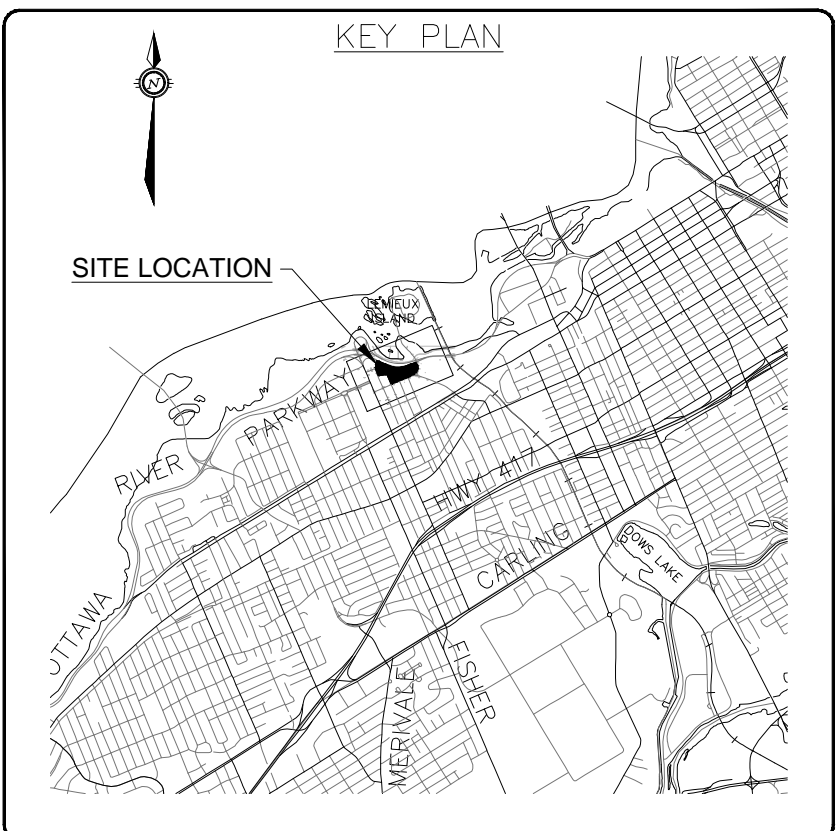 KEY PLAN
N
SITE LOCATION
LEMIEUX
ISLAND
OTTAWA RIVER PARKWAY
HWY 417
CARLING
DOWS LAKE
FISHER
MERIVALE